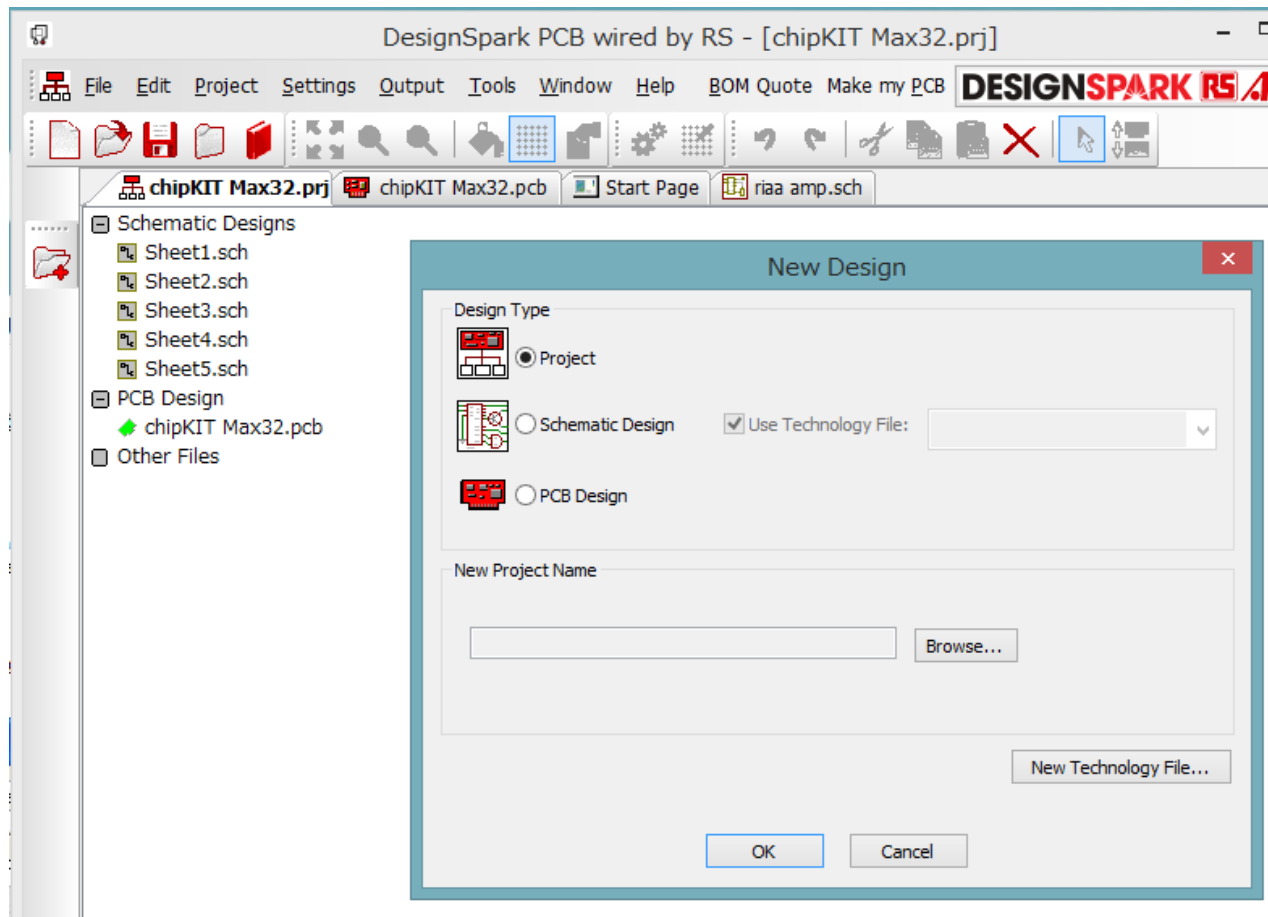 DesignSpark PCB wired by RS - [chipKIT Max32.prj]
File Edit Project Settings Output Tools Window Help BOM Quote Make my PCB DESIGNSPARK RS
chipKIT Max32.prj chipKIT Max32.pcb Start Page riaa amp.sch
Schematic Designs
Sheet1.sch
Sheet2.sch
Sheet3.sch
Sheet4.sch
Sheet5.sch
PCB Design
chipKIT Max32.pcb
Other Files
New Design
Design Type
Project
Schematic Design Use Technology File:
PCB Design
New Project Name
Browse...
New Technology File...
OK Cancel